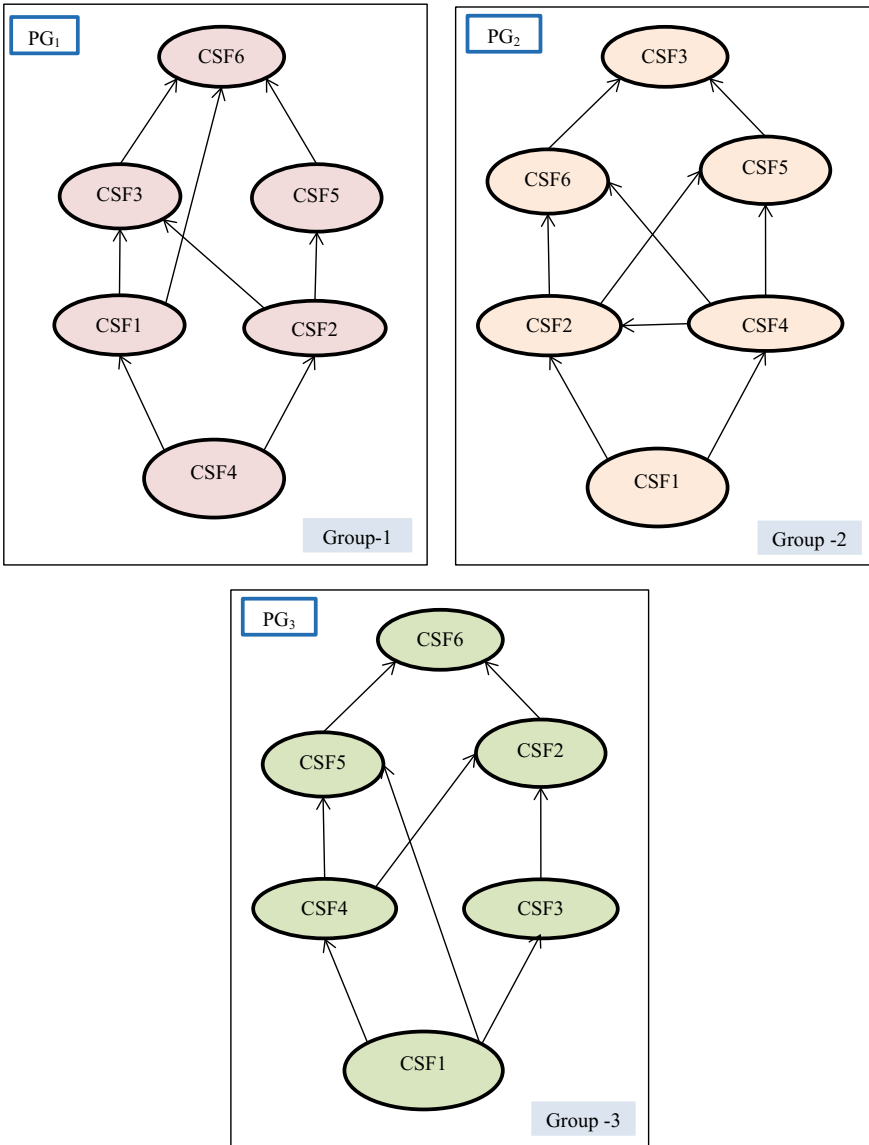 PG₁
CSF6
CSF3
CSF5
CSF1
CSF2
CSF4
Group-1
PG₂
CSF3
CSF6
CSF5
CSF2
CSF4
CSF1
Group -2
PG₃
CSF6
CSF5
CSF2
CSF4
CSF3
CSF1
Group -3